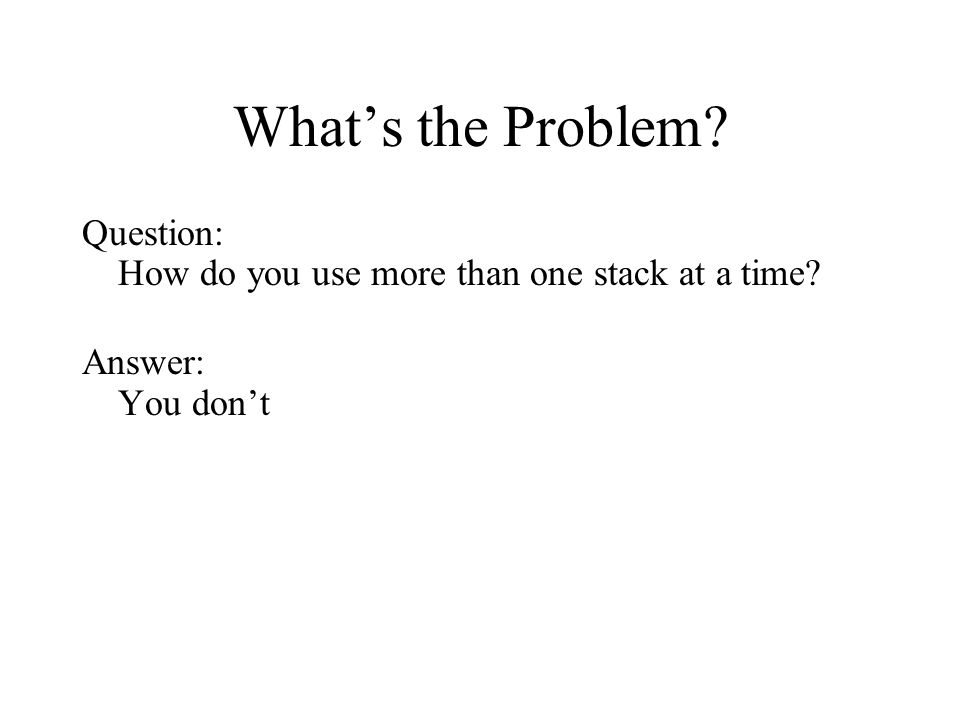 What’s the Problem?
Question:
How do you use more than one stack at a time?
Answer:
You don’t